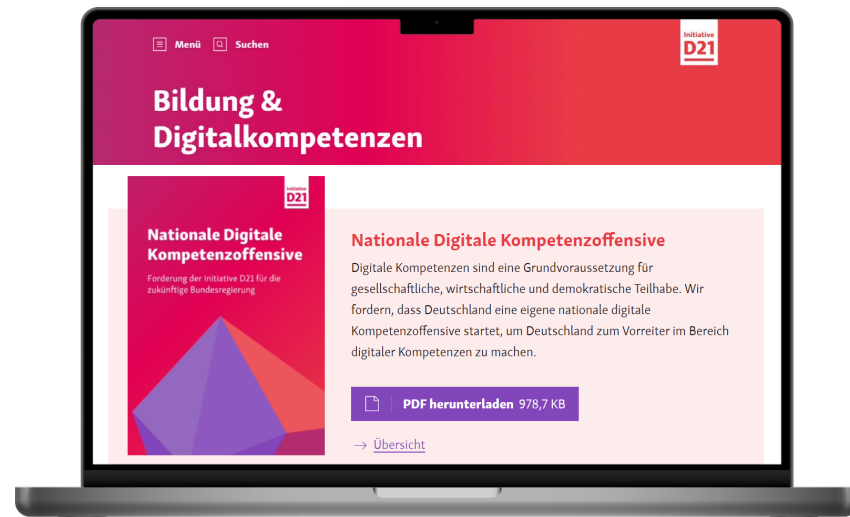 Menü Suchen
Initiative
D21
Bildung &
Digitalkompetenzen
Initiative
D21
Nationale Digitale
Kompetenzoffensive
Forderung der Initiative D21 für die
zukünftige Bundesregierung
Nationale Digitale Kompetenzoffensive
Digitale Kompetenzen sind eine Grundvoraussetzung für
gesellschaftliche, wirtschaftliche und demokratische Teilhabe. Wir
fordern, dass Deutschland eine eigene nationale digitale
Kompetenzoffensive startet, um Deutschland zum Vorreiter im Bereich
digitaler Kompetenzen zu machen.
PDF herunterladen 978,7 KB
→ Übersicht